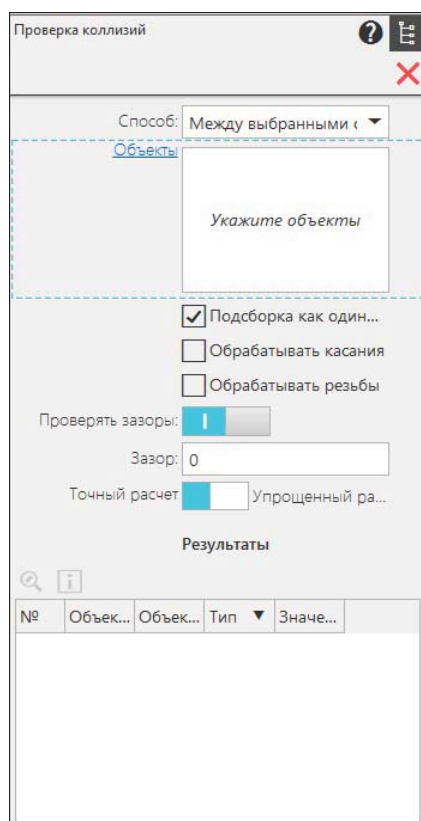 Проверка коллизий
Способ: Между выбранными с
Объекты
Укажите объекты
Подсборка как один...
Обрабатывать касания
Обрабатывать резьбы
Проверять зазоры:
Зазор: 0
Точный расчет Упрощенный ра...
Результаты
№ Объек... Объек... Тип Значе...